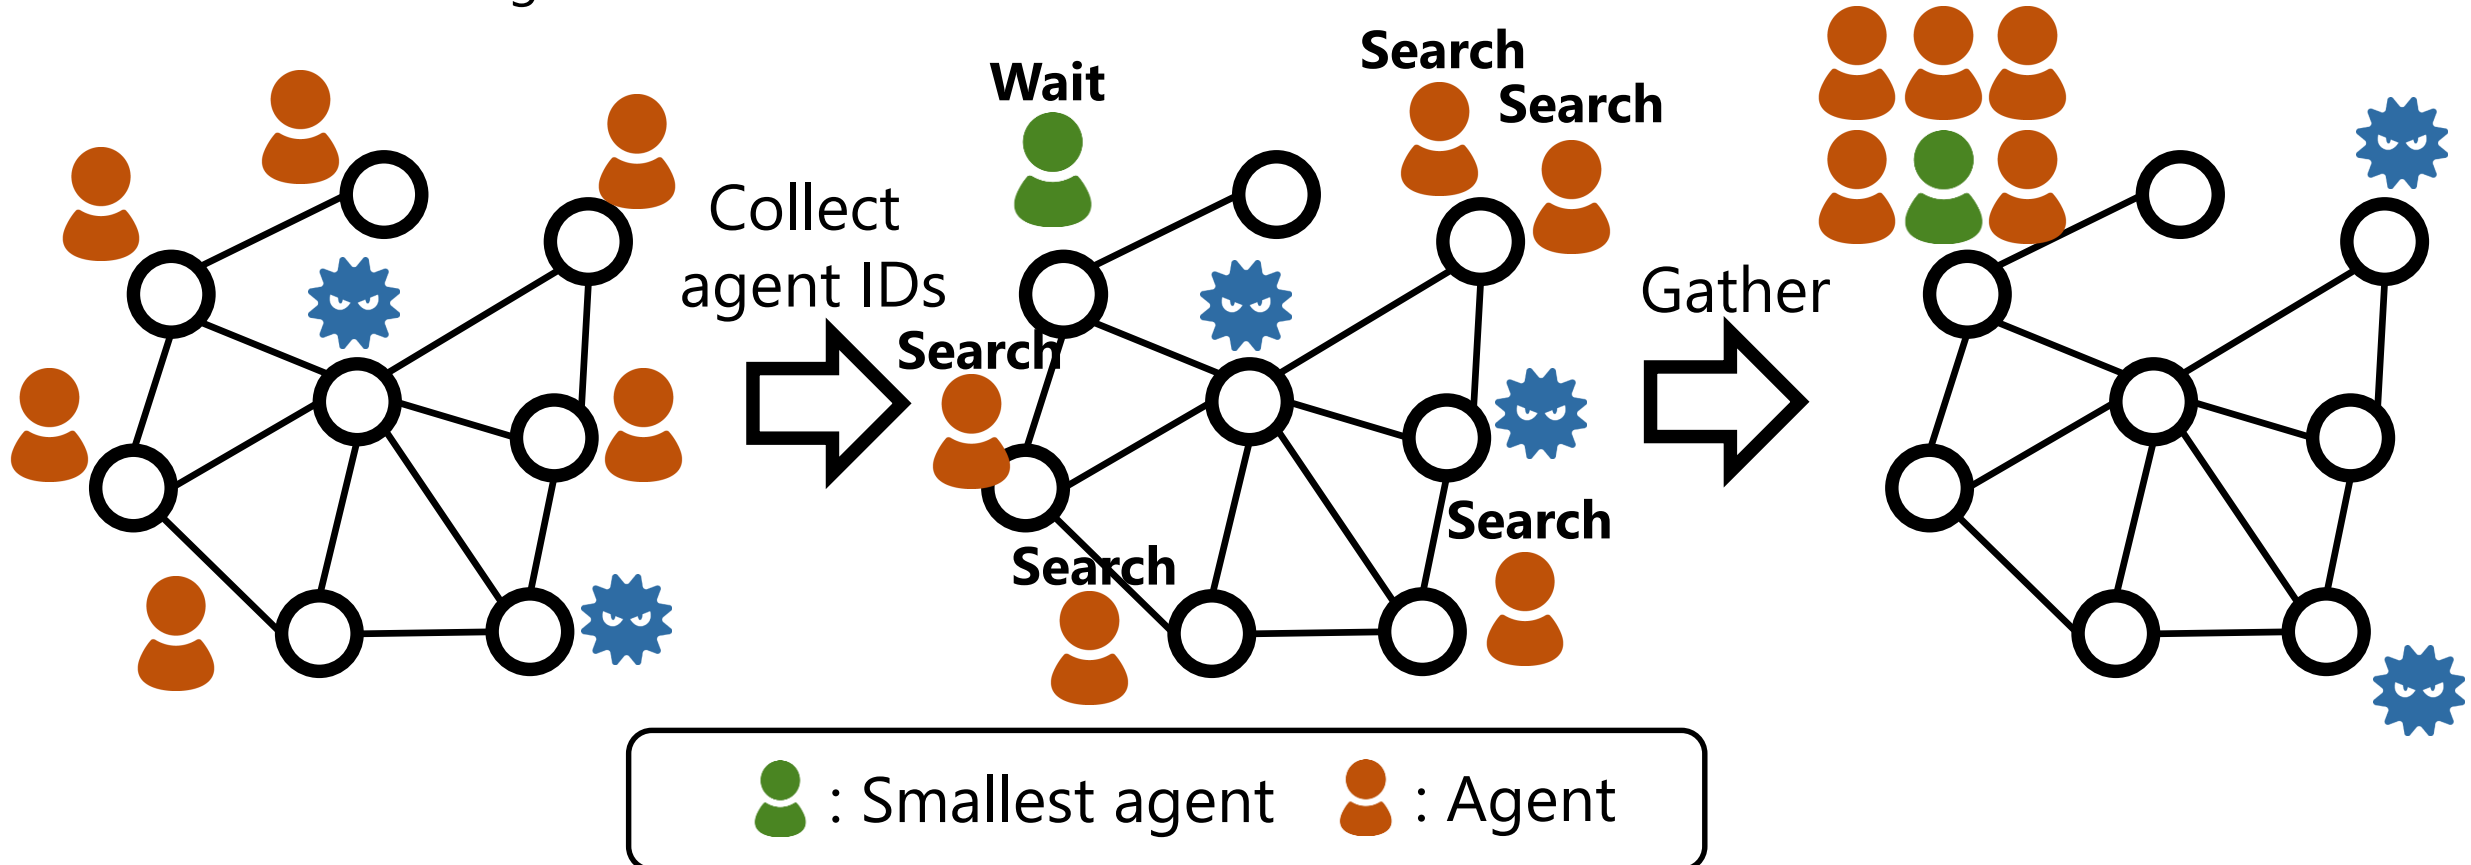 Wait
Search
Search
Collect
agent IDs
Gather
Search
Search
Search
: Smallest agent
: Agent